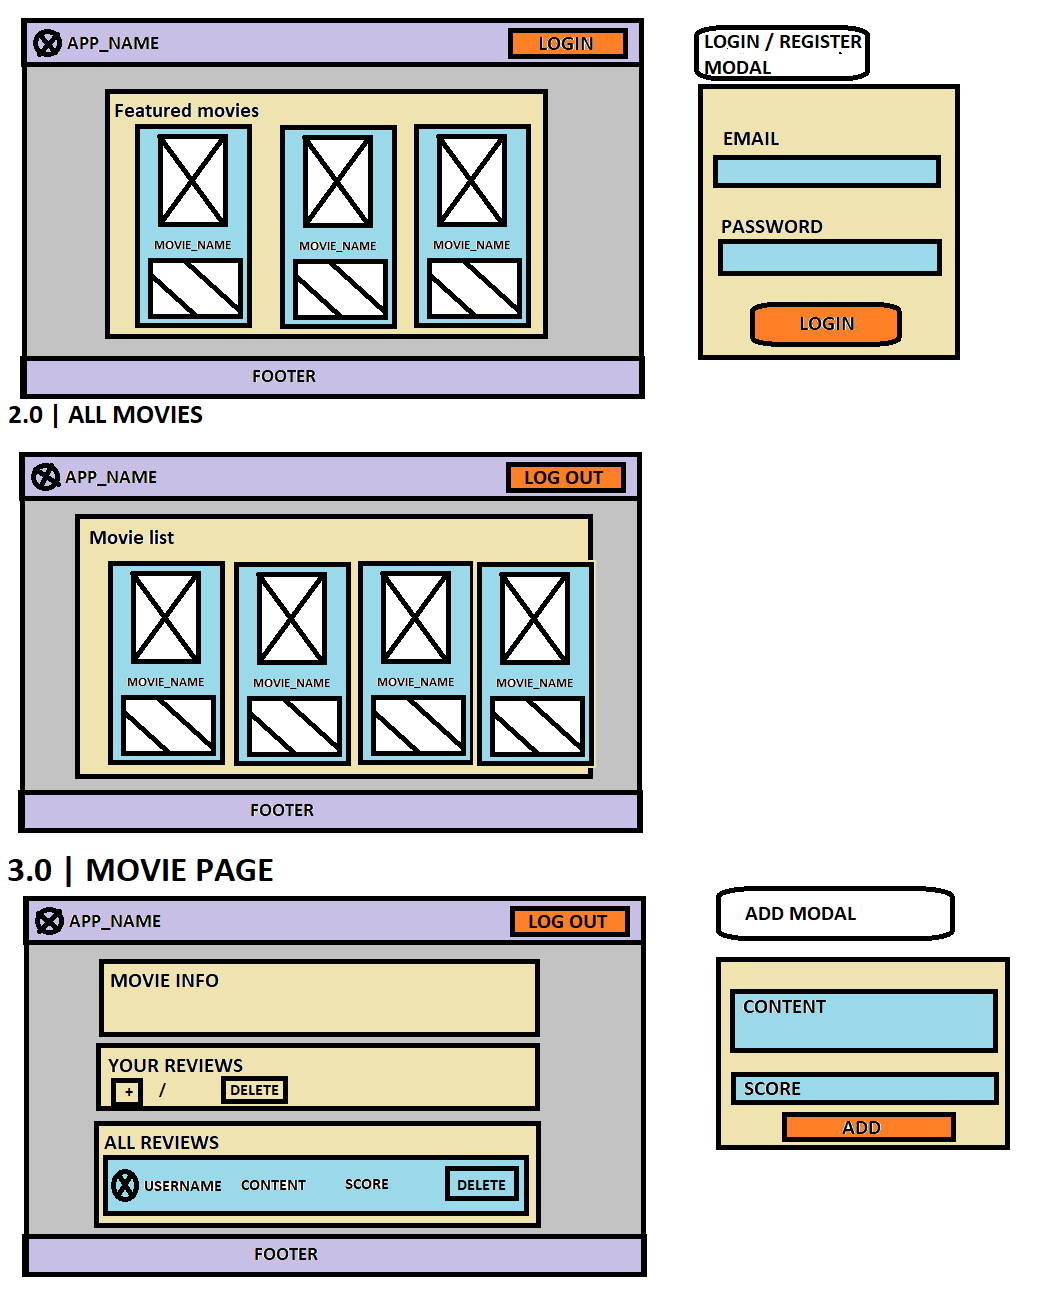 APP_NAME
LOGIN
Featured movies
MOVIE_NAME
MOVIE_NAME
MOVIE_NAME
FOOTER
LOGIN / REGISTER
MODAL
EMAIL
PASSWORD
LOGIN
2.0 | ALL MOVIES
APP_NAME
LOG OUT
Movie list
MOVIE_NAME
MOVIE_NAME
MOVIE_NAME
MOVIE_NAME
FOOTER
3.0 | MOVIE PAGE
APP_NAME
LOG OUT
MOVIE INFO
YOUR REVIEWS
+ / DELETE
ALL REVIEWS
USERNAME CONTENT SCORE DELETE
FOOTER
ADD MODAL
CONTENT
SCORE
ADD